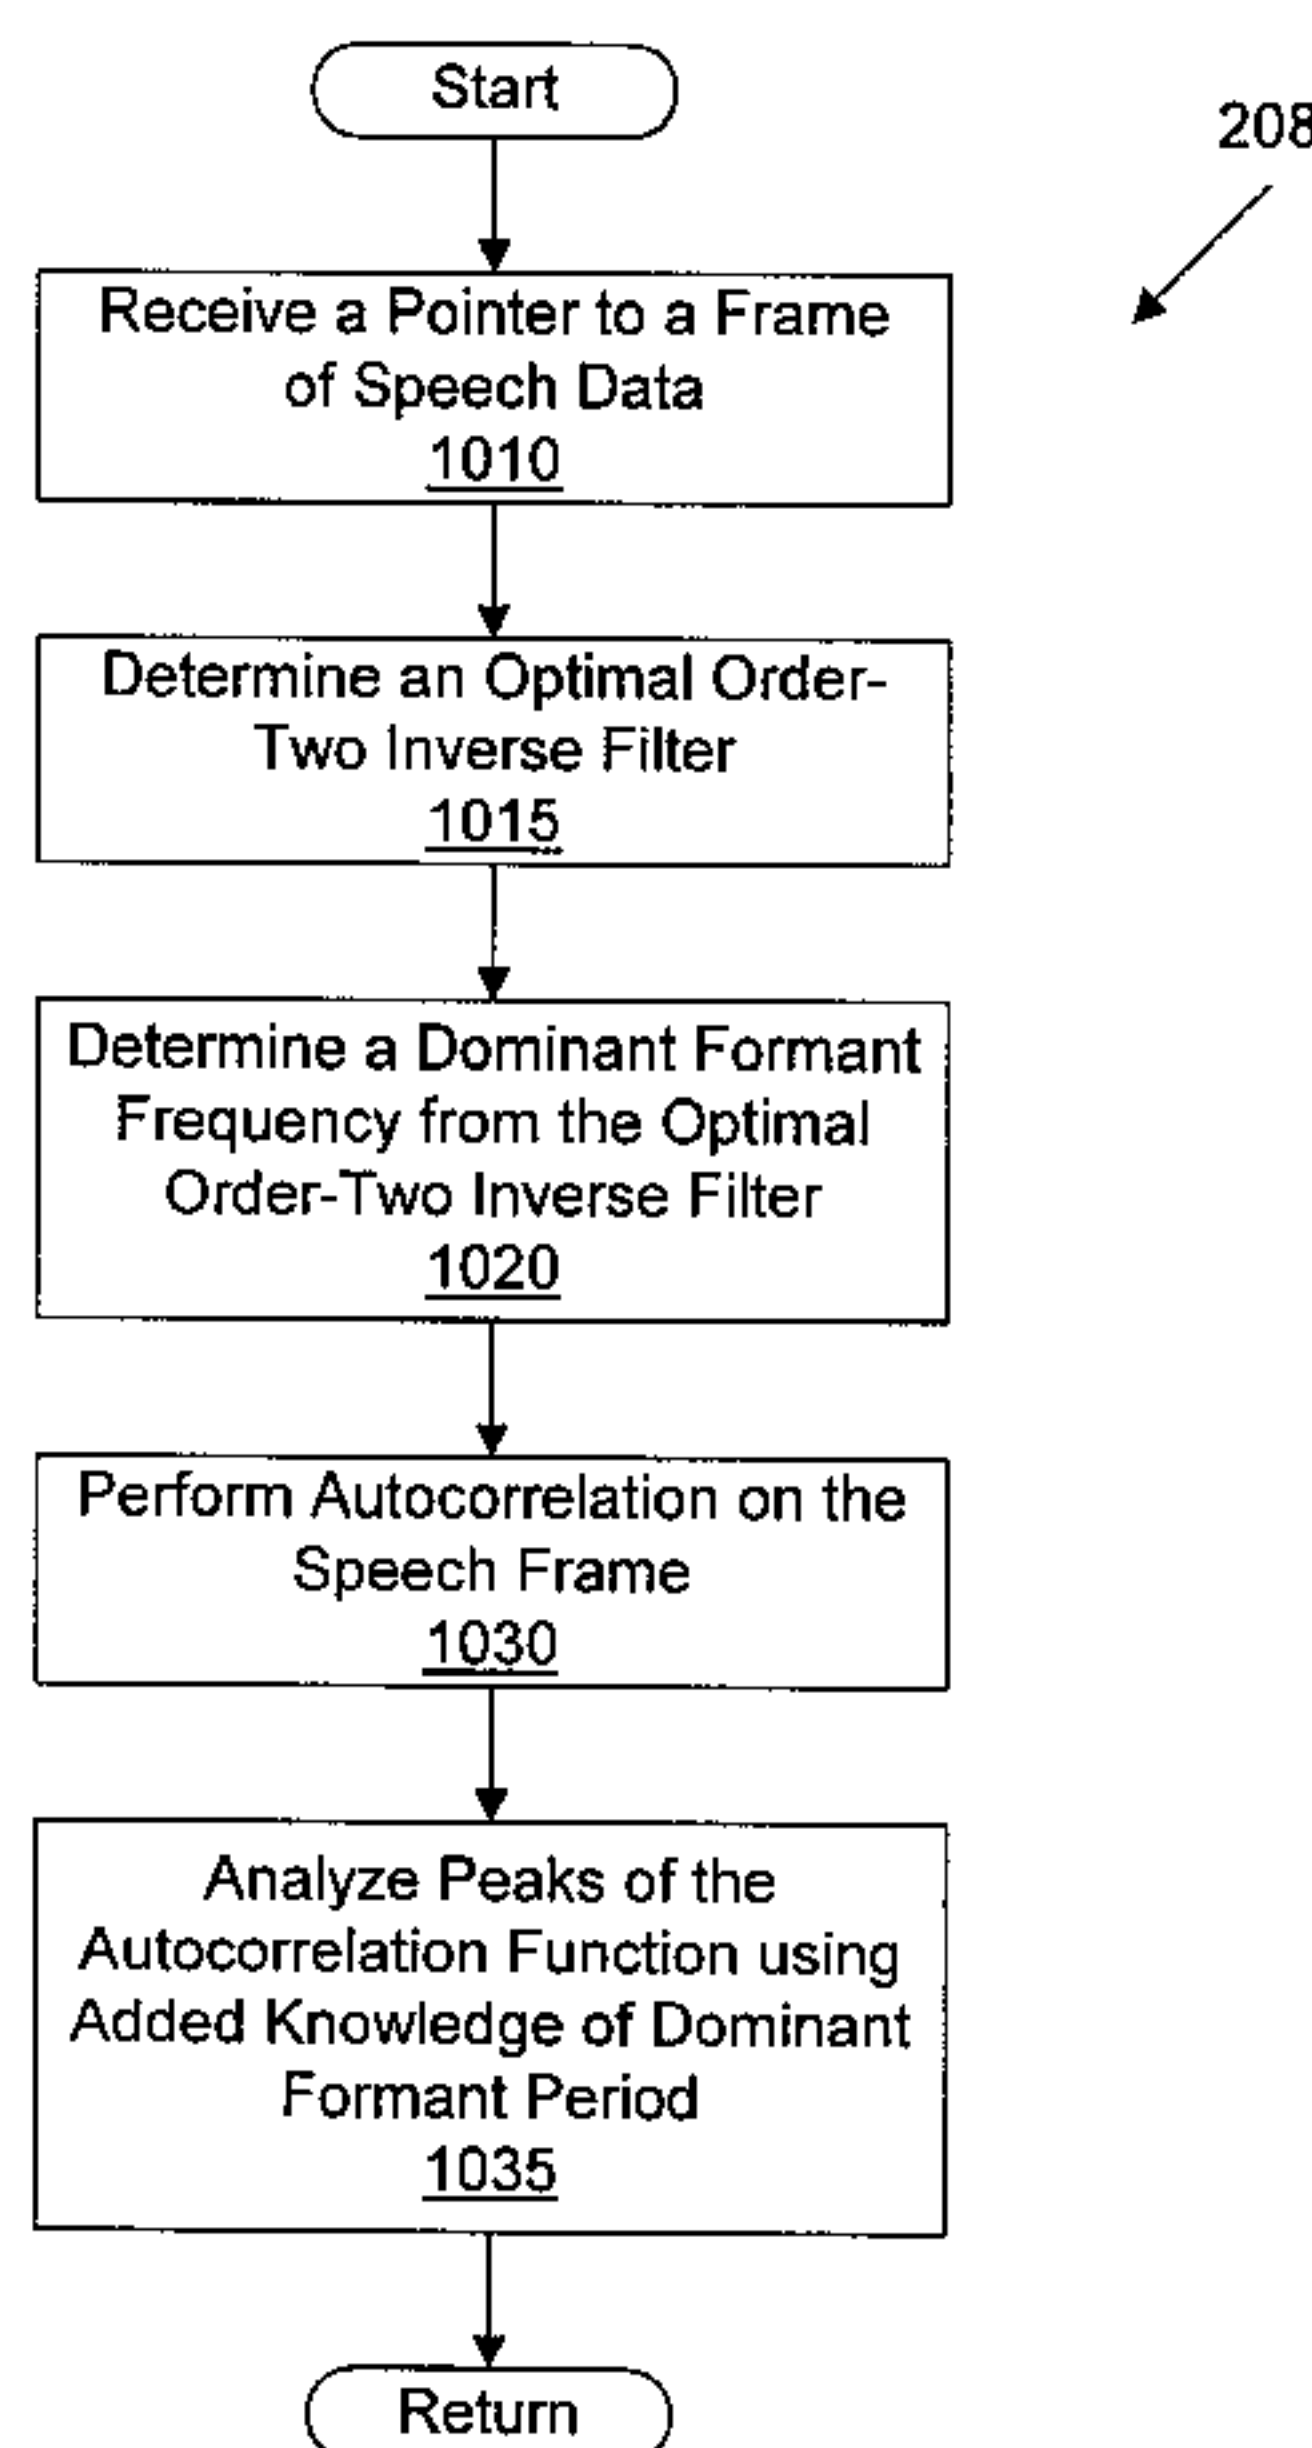 Start
208
Receive a Pointer to a Frame
of Speech Data
1010
Determine an Optimal Order-
Two Inverse Filter
1015
Determine a Dominant Formant
Frequency from the Optimal
Order-Two Inverse Filter
1020
Perform Autocorrelation on the
Speech Frame
1030
Analyze Peaks of the
Autocorrelation Function using
Added Knowledge of Dominant
Formant Period
1035
Return